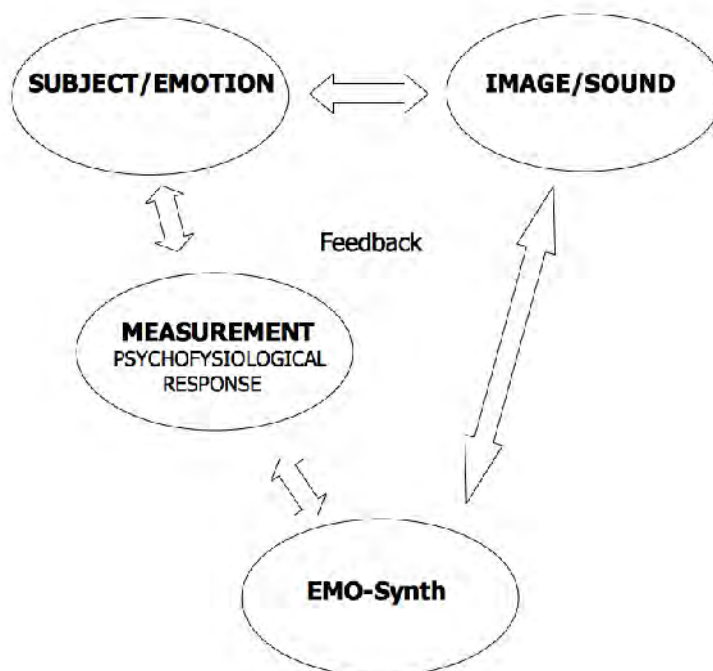 SUBJECT/EMOTION
IMAGE/SOUND
Feedback
MEASUREMENT
PSYCHOFYSIOLOGICAL
RESPONSE
EMO-Synth